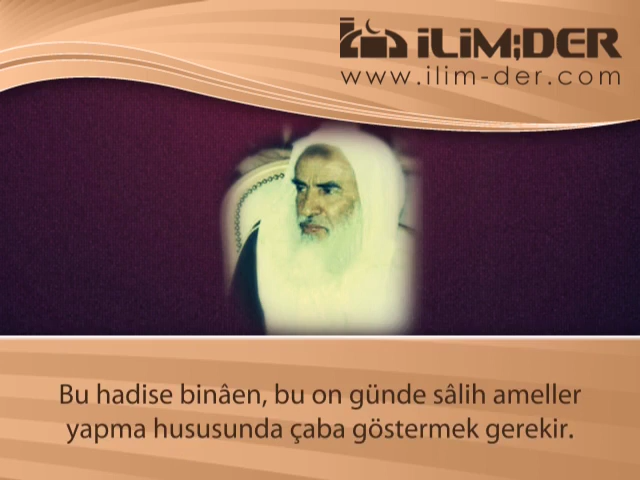 İLİM;DER
www.ilim-der.com
Bu hadise binâen, bu on günde sâlih ameller
yapma hususunda çaba göstermek gerekir.